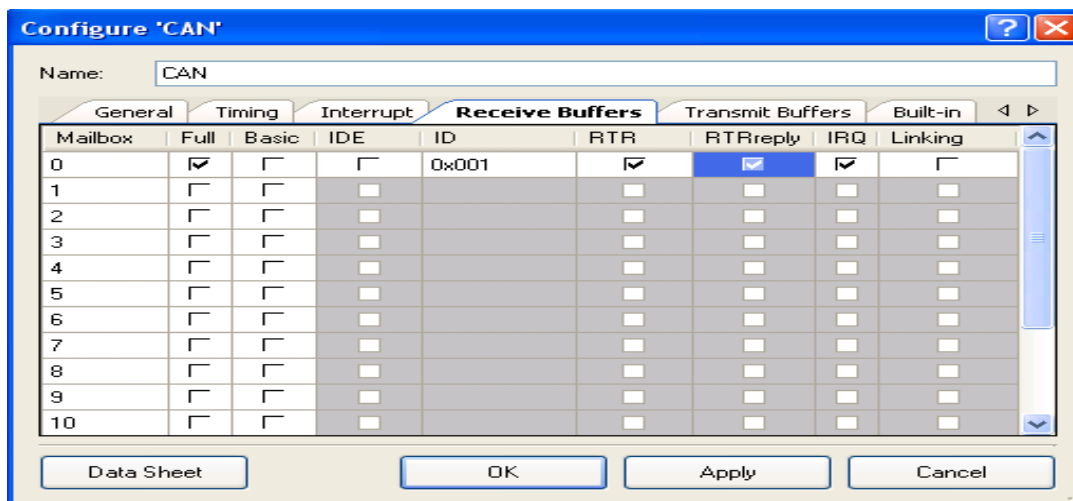 Configure 'CAN'
Name: CAN
General Timing Interrupt Receive Buffers Transmit Buffers Built-in
Mailbox Full Basic IDE ID RTR RTRreply IRQ Linking
0 0x001
1
2
3
4
5
6
7
8
9
10
Data Sheet OK Apply Cancel